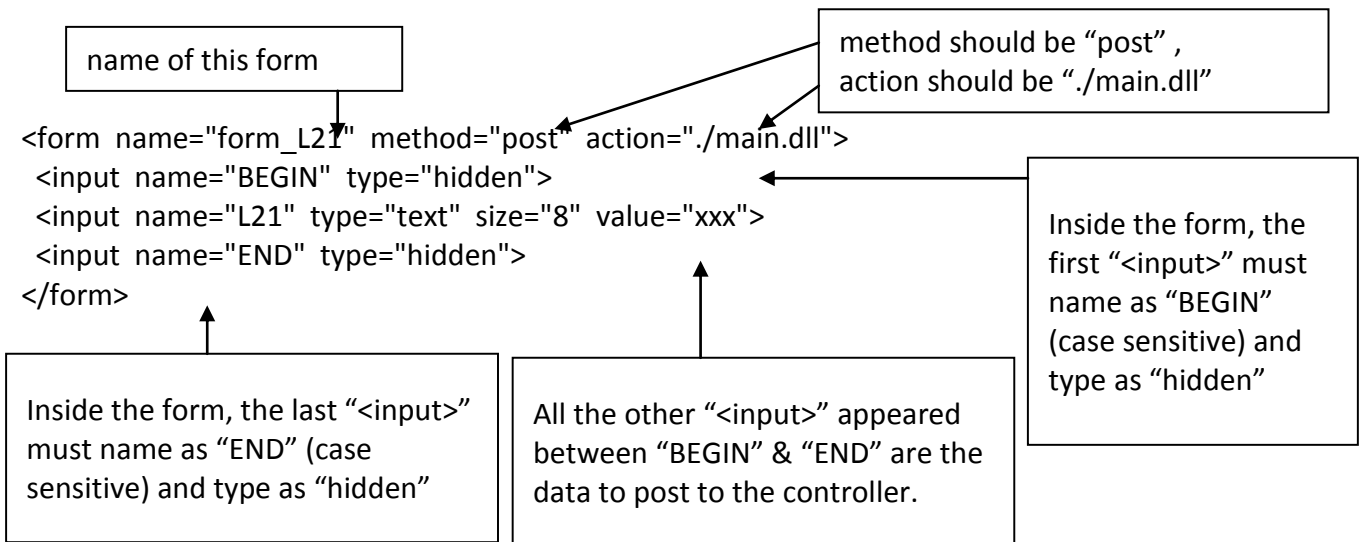 name of this form
method should be “post” ,
action should be “./main.dll”
<form name="form_L21" method="post" action="./main.dll">
<input name="BEGIN" type="hidden">
<input name="L21" type="text" size="8" value="xxx">
<input name="END" type="hidden">
</form>
Inside the form, the
first “<input>” must
name as “BEGIN”
(case sensitive) and
type as “hidden”
Inside the form, the last “<input>”
must name as “END” (case
sensitive) and type as “hidden”
All the other “<input>” appeared
between “BEGIN” & “END” are the
data to post to the controller.